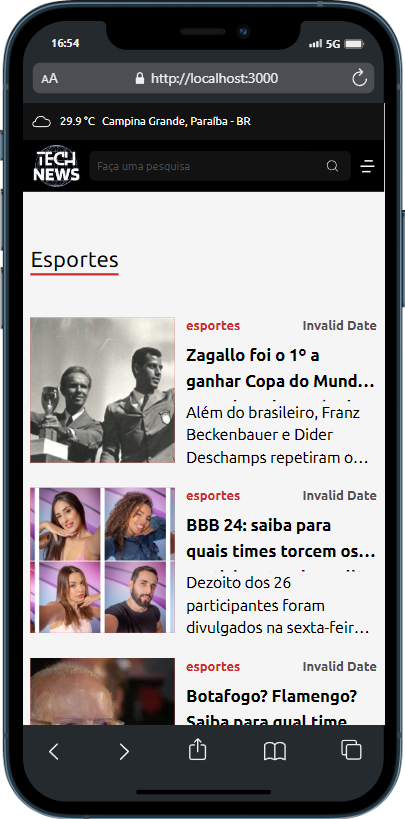 16:54
5G
AA
http://localhost:3000
29.9 °C Campina Grande, Paraíba - BR
TECH
NEWS
Faça uma pesquisa
Esportes
esportes Invalid Date
Zagallo foi o 1º a
ganhar Copa do Mund...
Além do brasileiro, Franz
Beckenbauer e Dider
Deschamps repetiram o...
esportes Invalid Date
BBB 24: saiba para
quais times torcem os...
Dezoito dos 26
participantes foram
divulgados na sexta-feir...
esportes Invalid Date
Botafogo? Flamengo?
Saiba para qual time